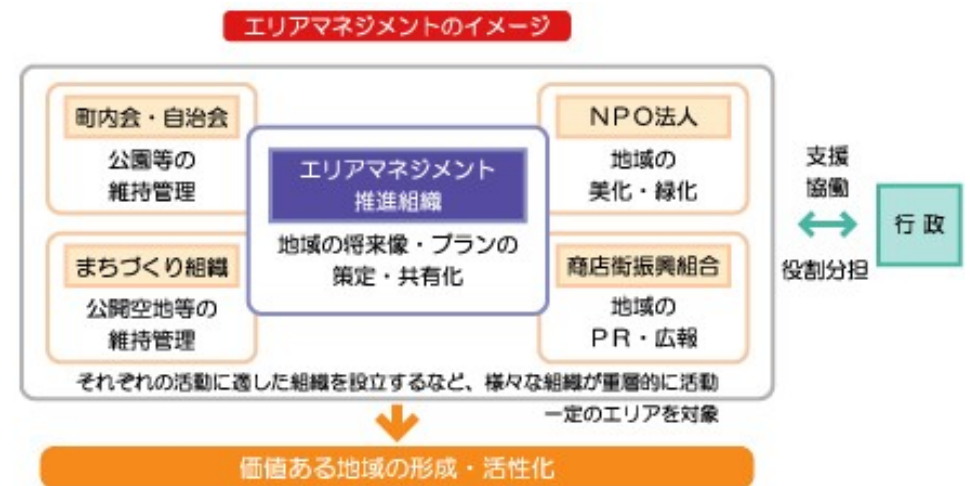 エリアマネジメントのイメージ
町内会・自治会
公園等の
維持管理
NPO法人
地域の
美化・緑化
エリアマネジメント
推進組織
地域の将来像・プランの
策定・共有化
まちづくり組織
公開空地等の
維持管理
商店街振興組合
地域の
PR・広報
それぞれの活動に適した組織を設立するなど、様々な組織が重層的に活動
一定のエリアを対象
支援
協働
役割分担
行政
価値ある地域の形成・活性化